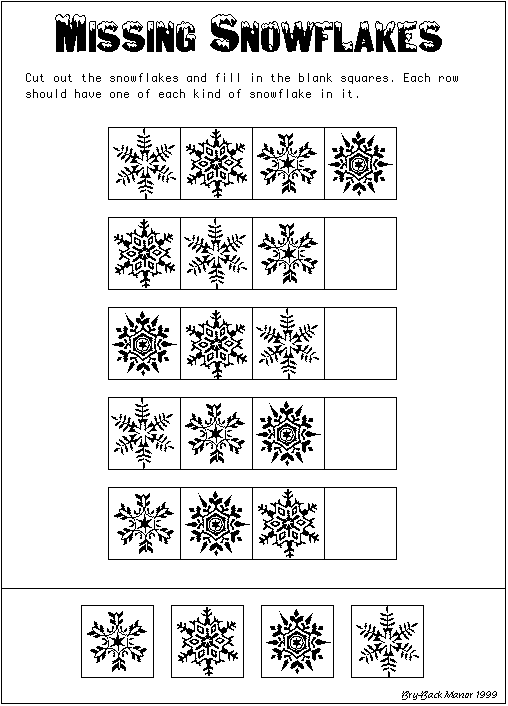 Missing Snowflakes
Cut out the snowflakes and fill in the blank squares. Each row
should have one of each kind of snowflake in it.
Bry-Back Manor 1999